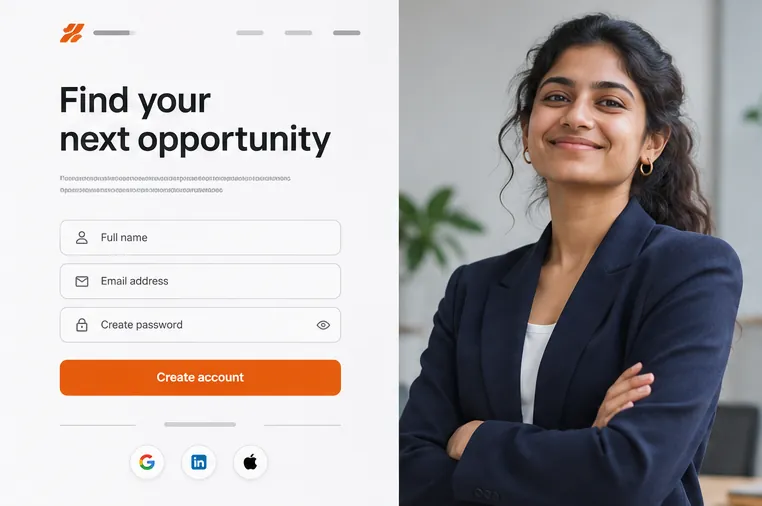 Find your
next opportunity
Full name
Email address
Create password
Create account